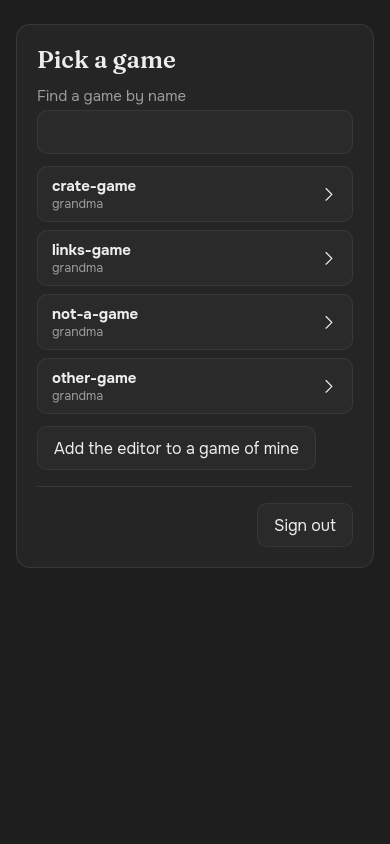 Pick a game
Find a game by name
crate-game
grandma
links-game
grandma
not-a-game
grandma
other-game
grandma
Add the editor to a game of mine
Sign out